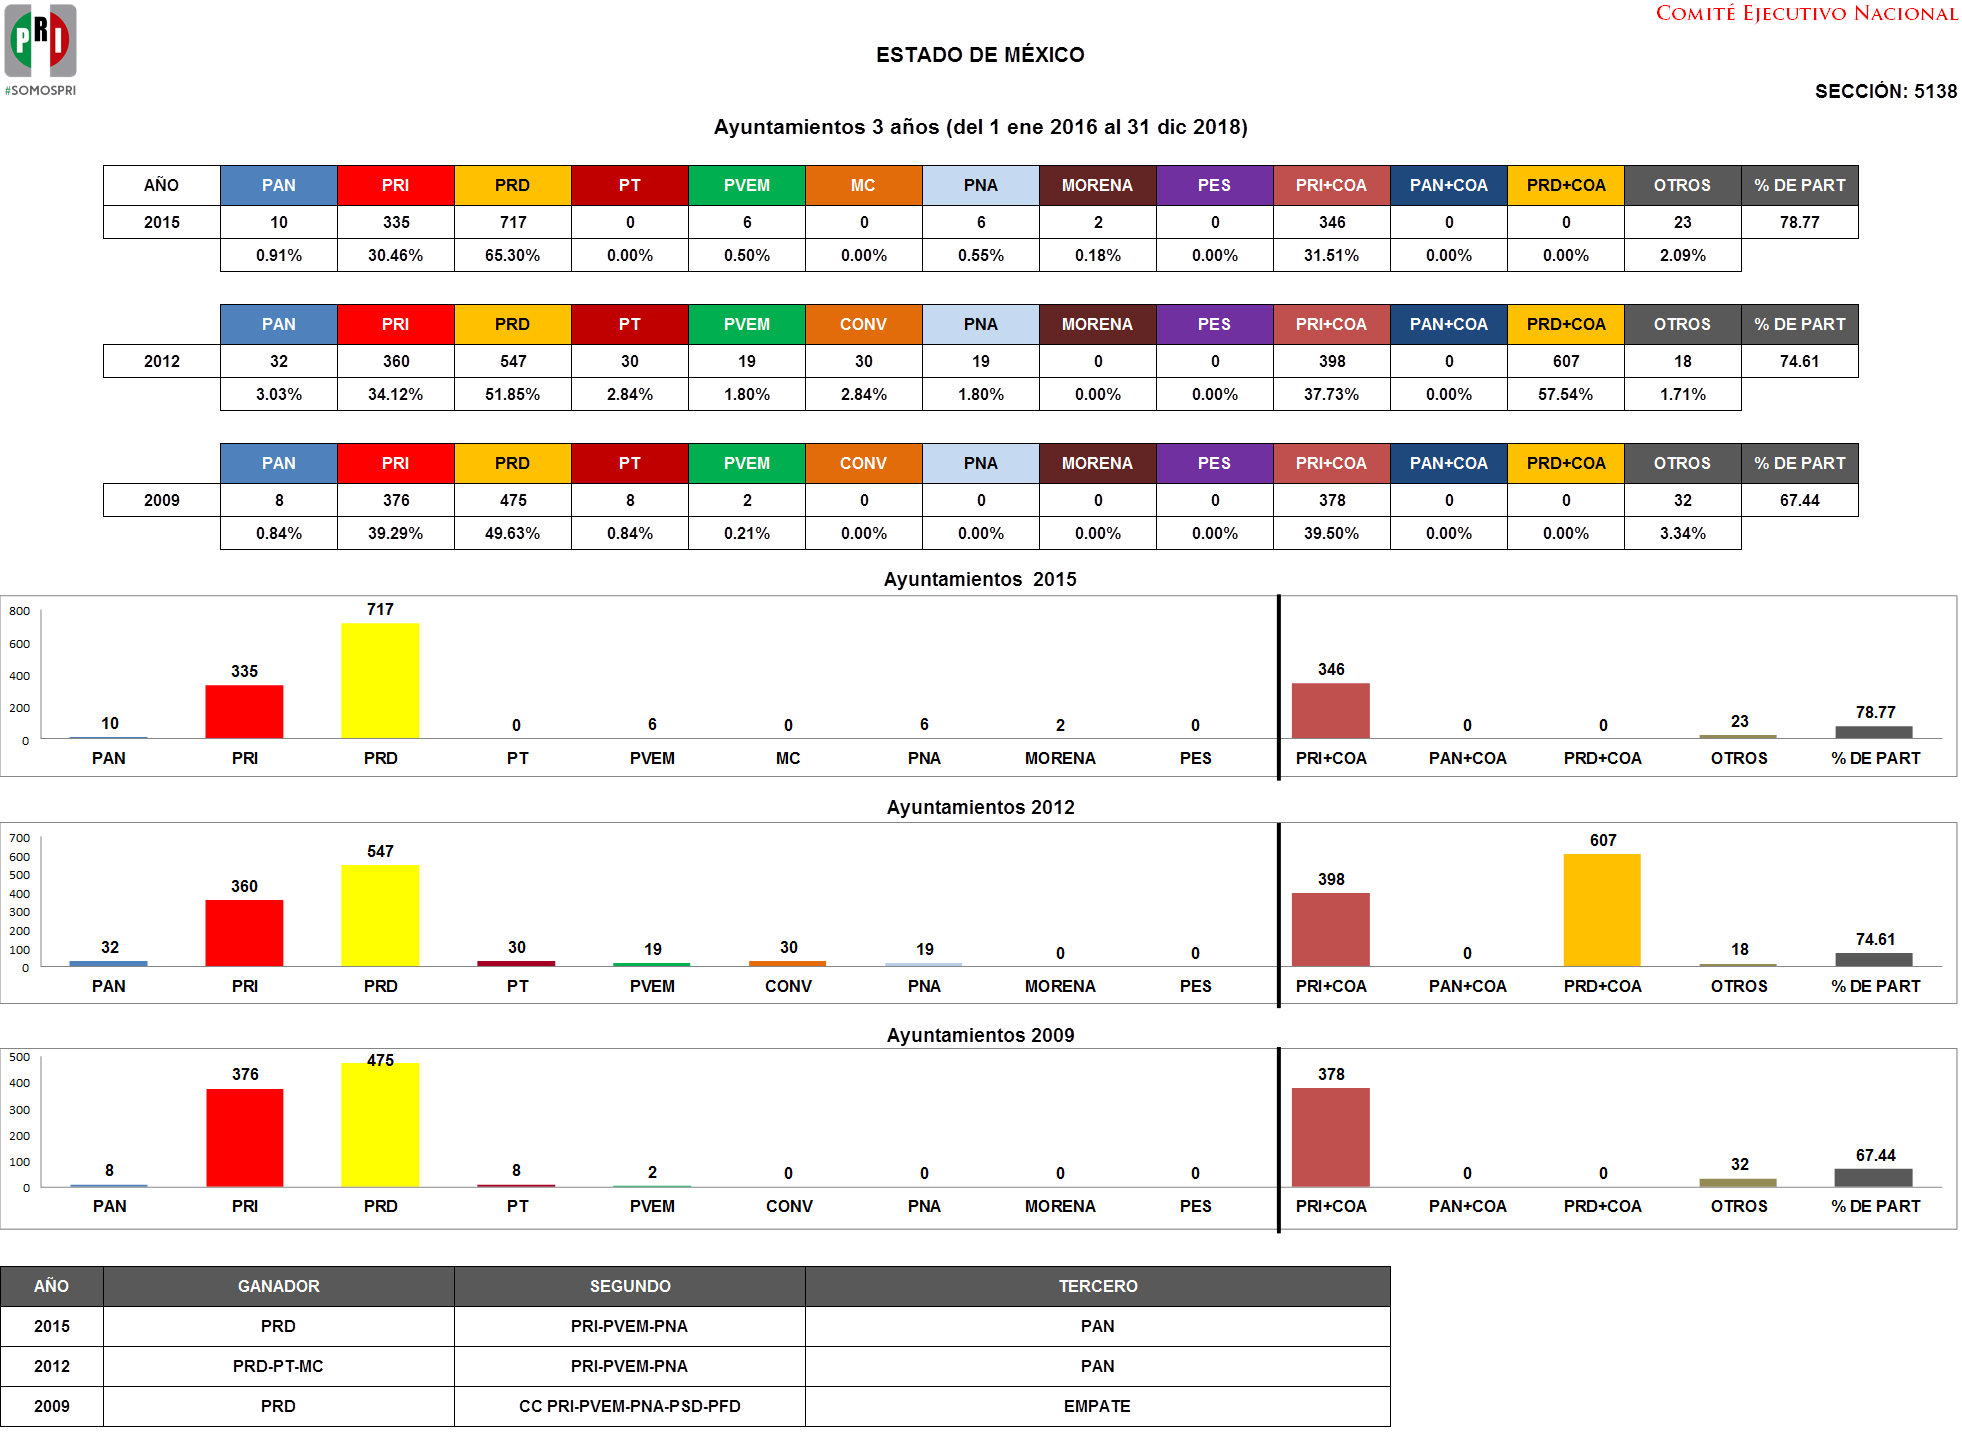 COMITÉ EJECUTIVO NACIONAL
PRI
#SOMOSPRI
ESTADO DE MÉXICO
SECCIÓN: 5138
Ayuntamientos 3 años (del 1 ene 2016 al 31 dic 2018)
AÑO PAN PRI PRD PT PVEM MC PNA MORENA PES PRI+COA PAN+COA PRD+COA OTROS % DE PART
2015 10 335 717 0 6 0 6 2 0 346 0 0 23 78.77
0.91% 30.46% 65.30% 0.00% 0.50% 0.00% 0.55% 0.18% 0.00% 31.51% 0.00% 0.00% 2.09%
PAN PRI PRD PT PVEM CONV PNA MORENA PES PRI+COA PAN+COA PRD+COA OTROS % DE PART
2012 32 360 547 30 19 30 19 0 0 398 0 607 18 74.61
3.03% 34.12% 51.85% 2.84% 1.80% 2.84% 1.80% 0.00% 0.00% 37.73% 0.00% 57.54% 1.71%
PAN PRI PRD PT PVEM CONV PNA MORENA PES PRI+COA PAN+COA PRD+COA OTROS % DE PART
2009 8 376 475 8 2 0 0 0 0 378 0 0 32 67.44
0.84% 39.29% 49.63% 0.84% 0.21% 0.00% 0.00% 0.00% 0.00% 39.50% 0.00% 0.00% 3.34%
Ayuntamientos 2015
800
600
400
200
0
10 335 717 0 6 0 6 2 0 346 0 0 23 78.77
PAN PRI PRD PT PVEM MC PNA MORENA PES PRI+COA PAN+COA PRD+COA OTROS % DE PART
Ayuntamientos 2012
700
600
500
400
300
200
100
0
32 360 547 30 19 30 19 0 0 398 0 607 18 74.61
PAN PRI PRD PT PVEM CONV PNA MORENA PES PRI+COA PAN+COA PRD+COA OTROS % DE PART
Ayuntamientos 2009
500
400
300
200
100
0
8 376 475 8 2 0 0 0 0 378 0 0 32 67.44
PAN PRI PRD PT PVEM CONV PNA MORENA PES PRI+COA PAN+COA PRD+COA OTROS % DE PART
AÑO GANADOR SEGUNDO TERCERO
2015 PRD PRI-PVEM-PNA PAN
2012 PRD-PT-MC PRI-PVEM-PNA PAN
2009 PRD CC PRI-PVEM-PNA-PSD-PFD EMPATE